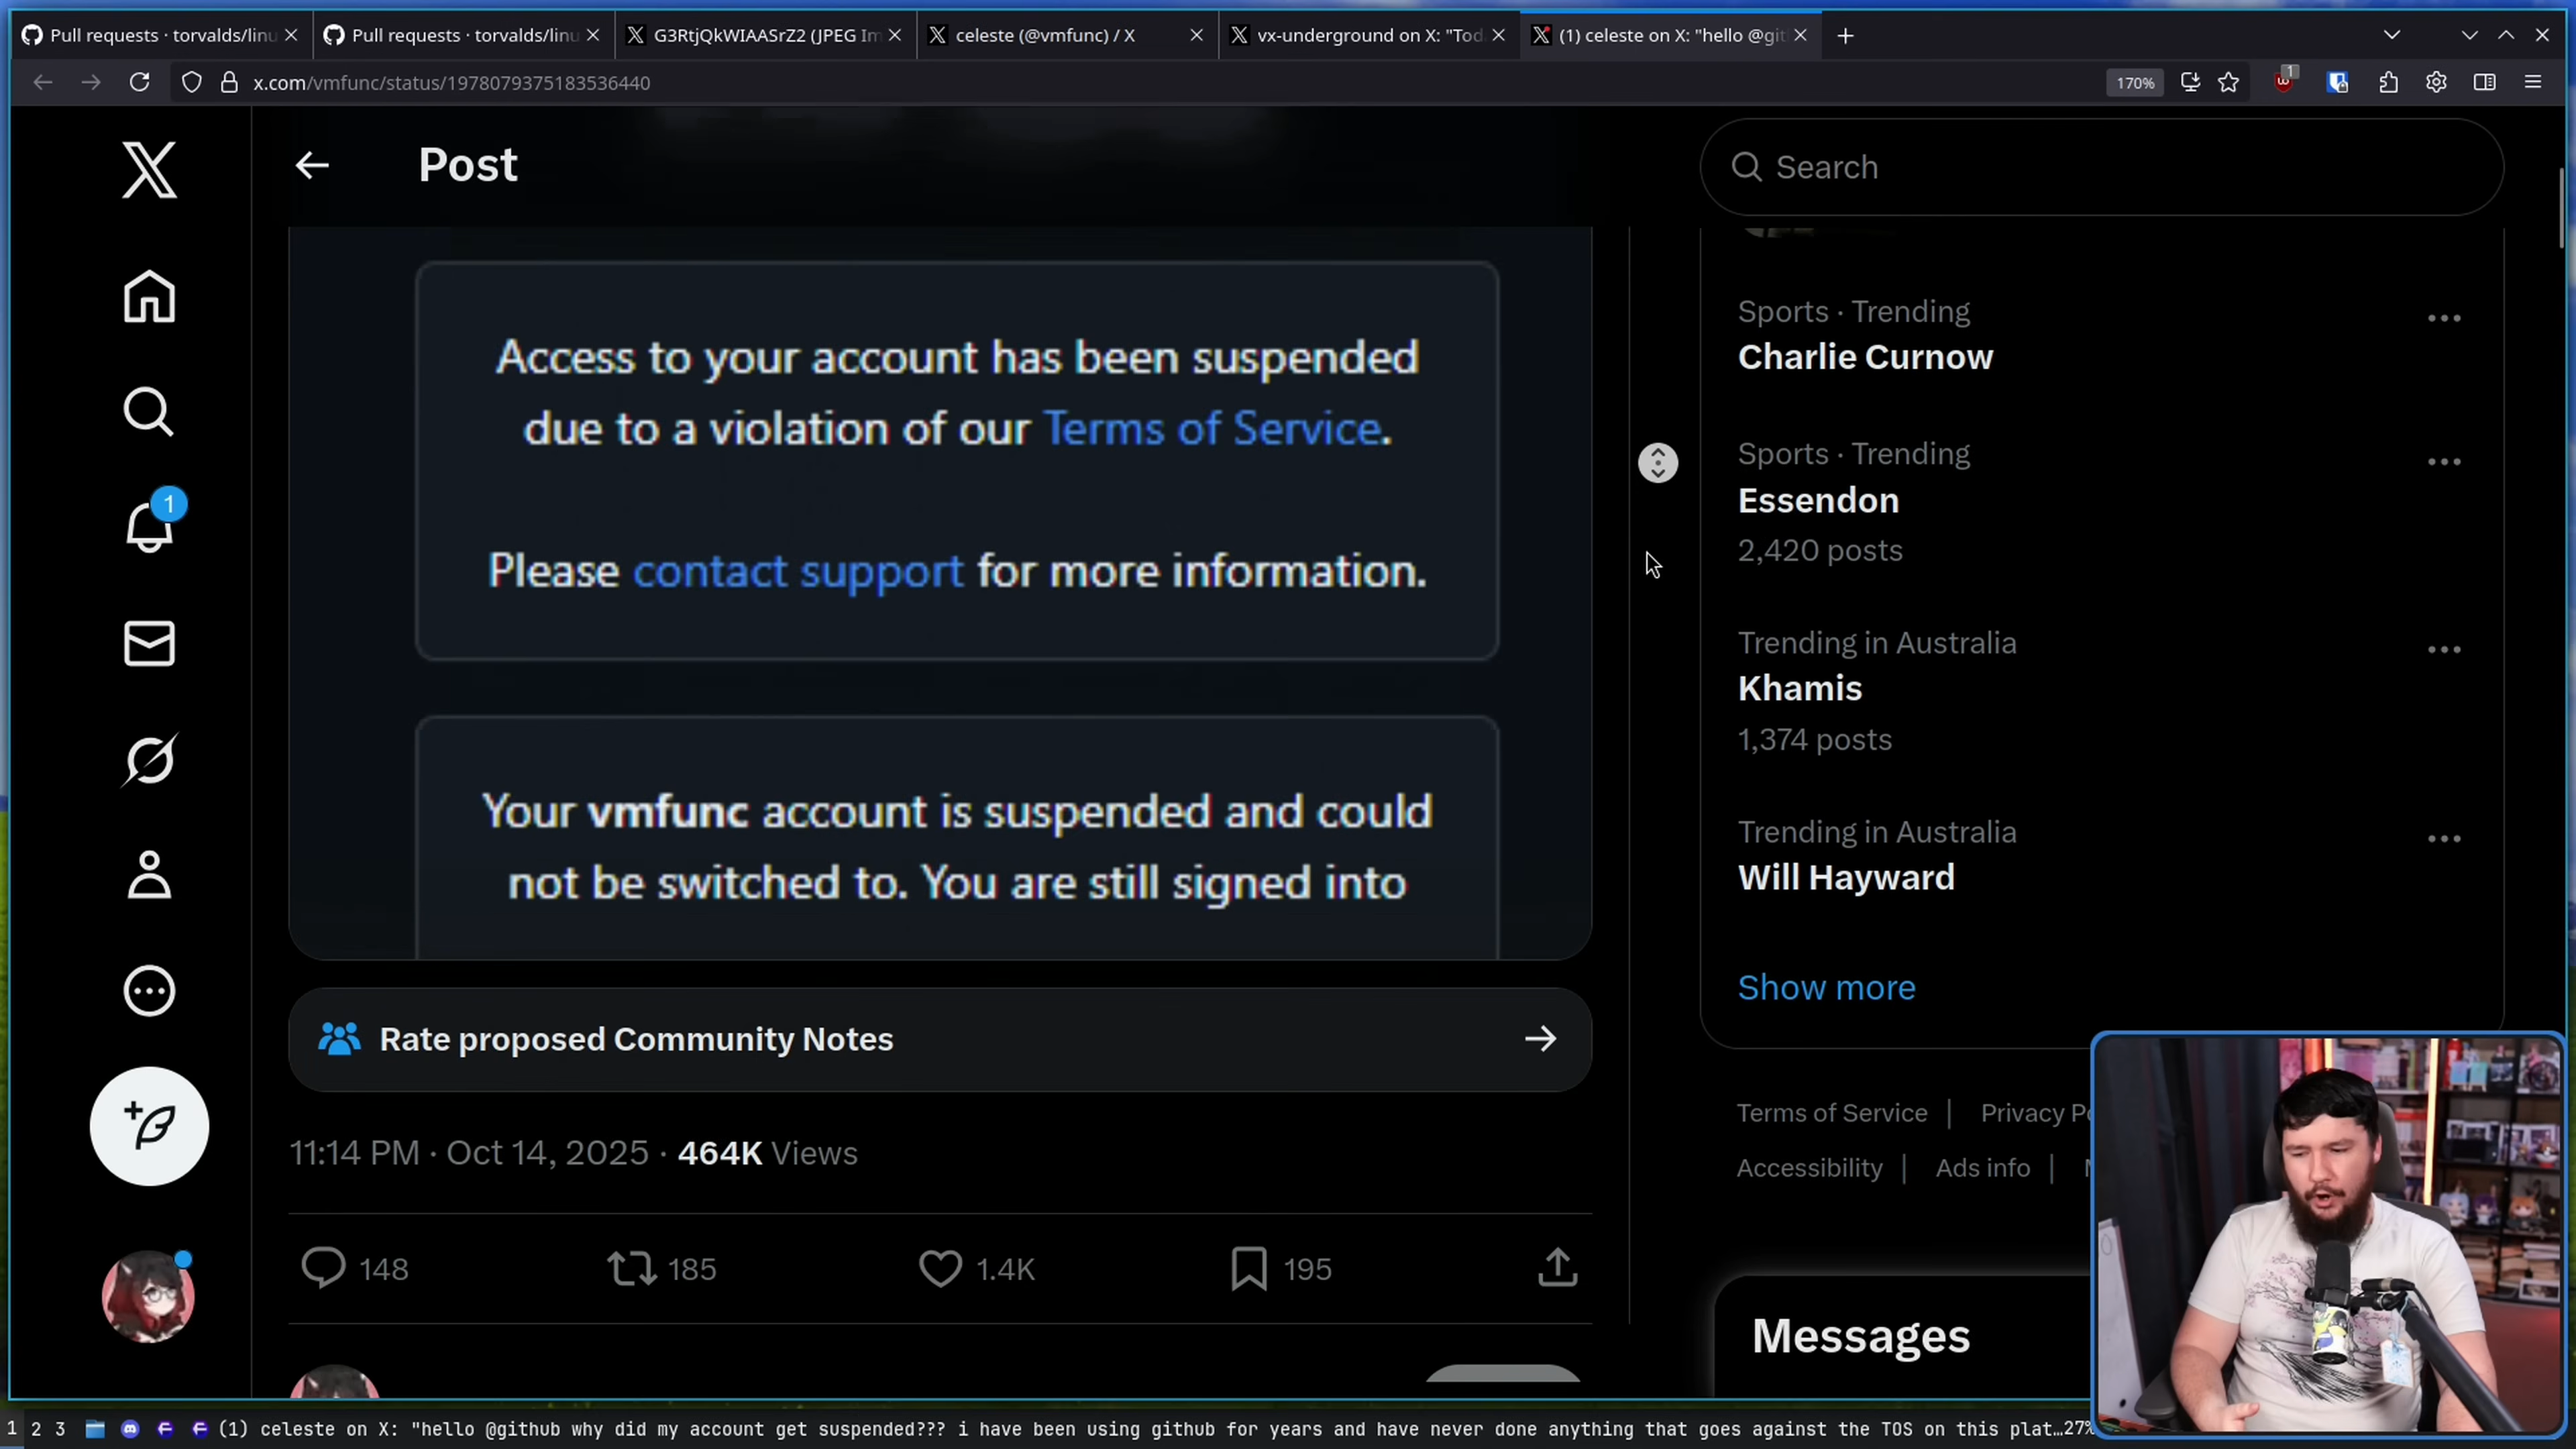 Pull requests · torvalds/linu
Pull requests · torvalds/linu
G3RtjQkWIAASrZ2 (JPEG Im
celeste (@vmfunc) / X
vx-underground on X: "Tod
(1) celeste on X: "hello @git
x.com/vmfunc/status/1978079375183536440
170%
1
Post
Search
Access to your account has been suspended
due to a violation of our Terms of Service.
Please contact support for more information.
Your vmfunc account is suspended and could
not be switched to. You are still signed into
Rate proposed Community Notes
11:14 PM · Oct 14, 2025 · 464K Views
148
185
1.4K
195
1
Sports · Trending
Charlie Curnow
Sports · Trending
Essendon
2,420 posts
Trending in Australia
Khamis
1,374 posts
Trending in Australia
Will Hayward
Show more
Terms of Service | Privacy Po
Accessibility | Ads info |
Messages
1 2 3 (1) celeste on X: "hello @github why did my account get suspended??? i have been using github for years and have never done anything that goes against the TOS on this plat…27%